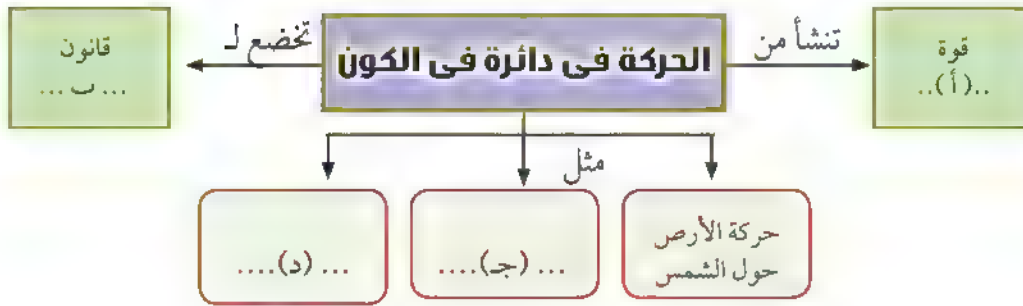 الحركة فى دائرة فى الكون
تنشأ من
قوة
..(أ)..
تخضع لـ
قانون
... ب ...
مثل
حركة الأرض
حول الشمس
... (جـ)....
... (د)....